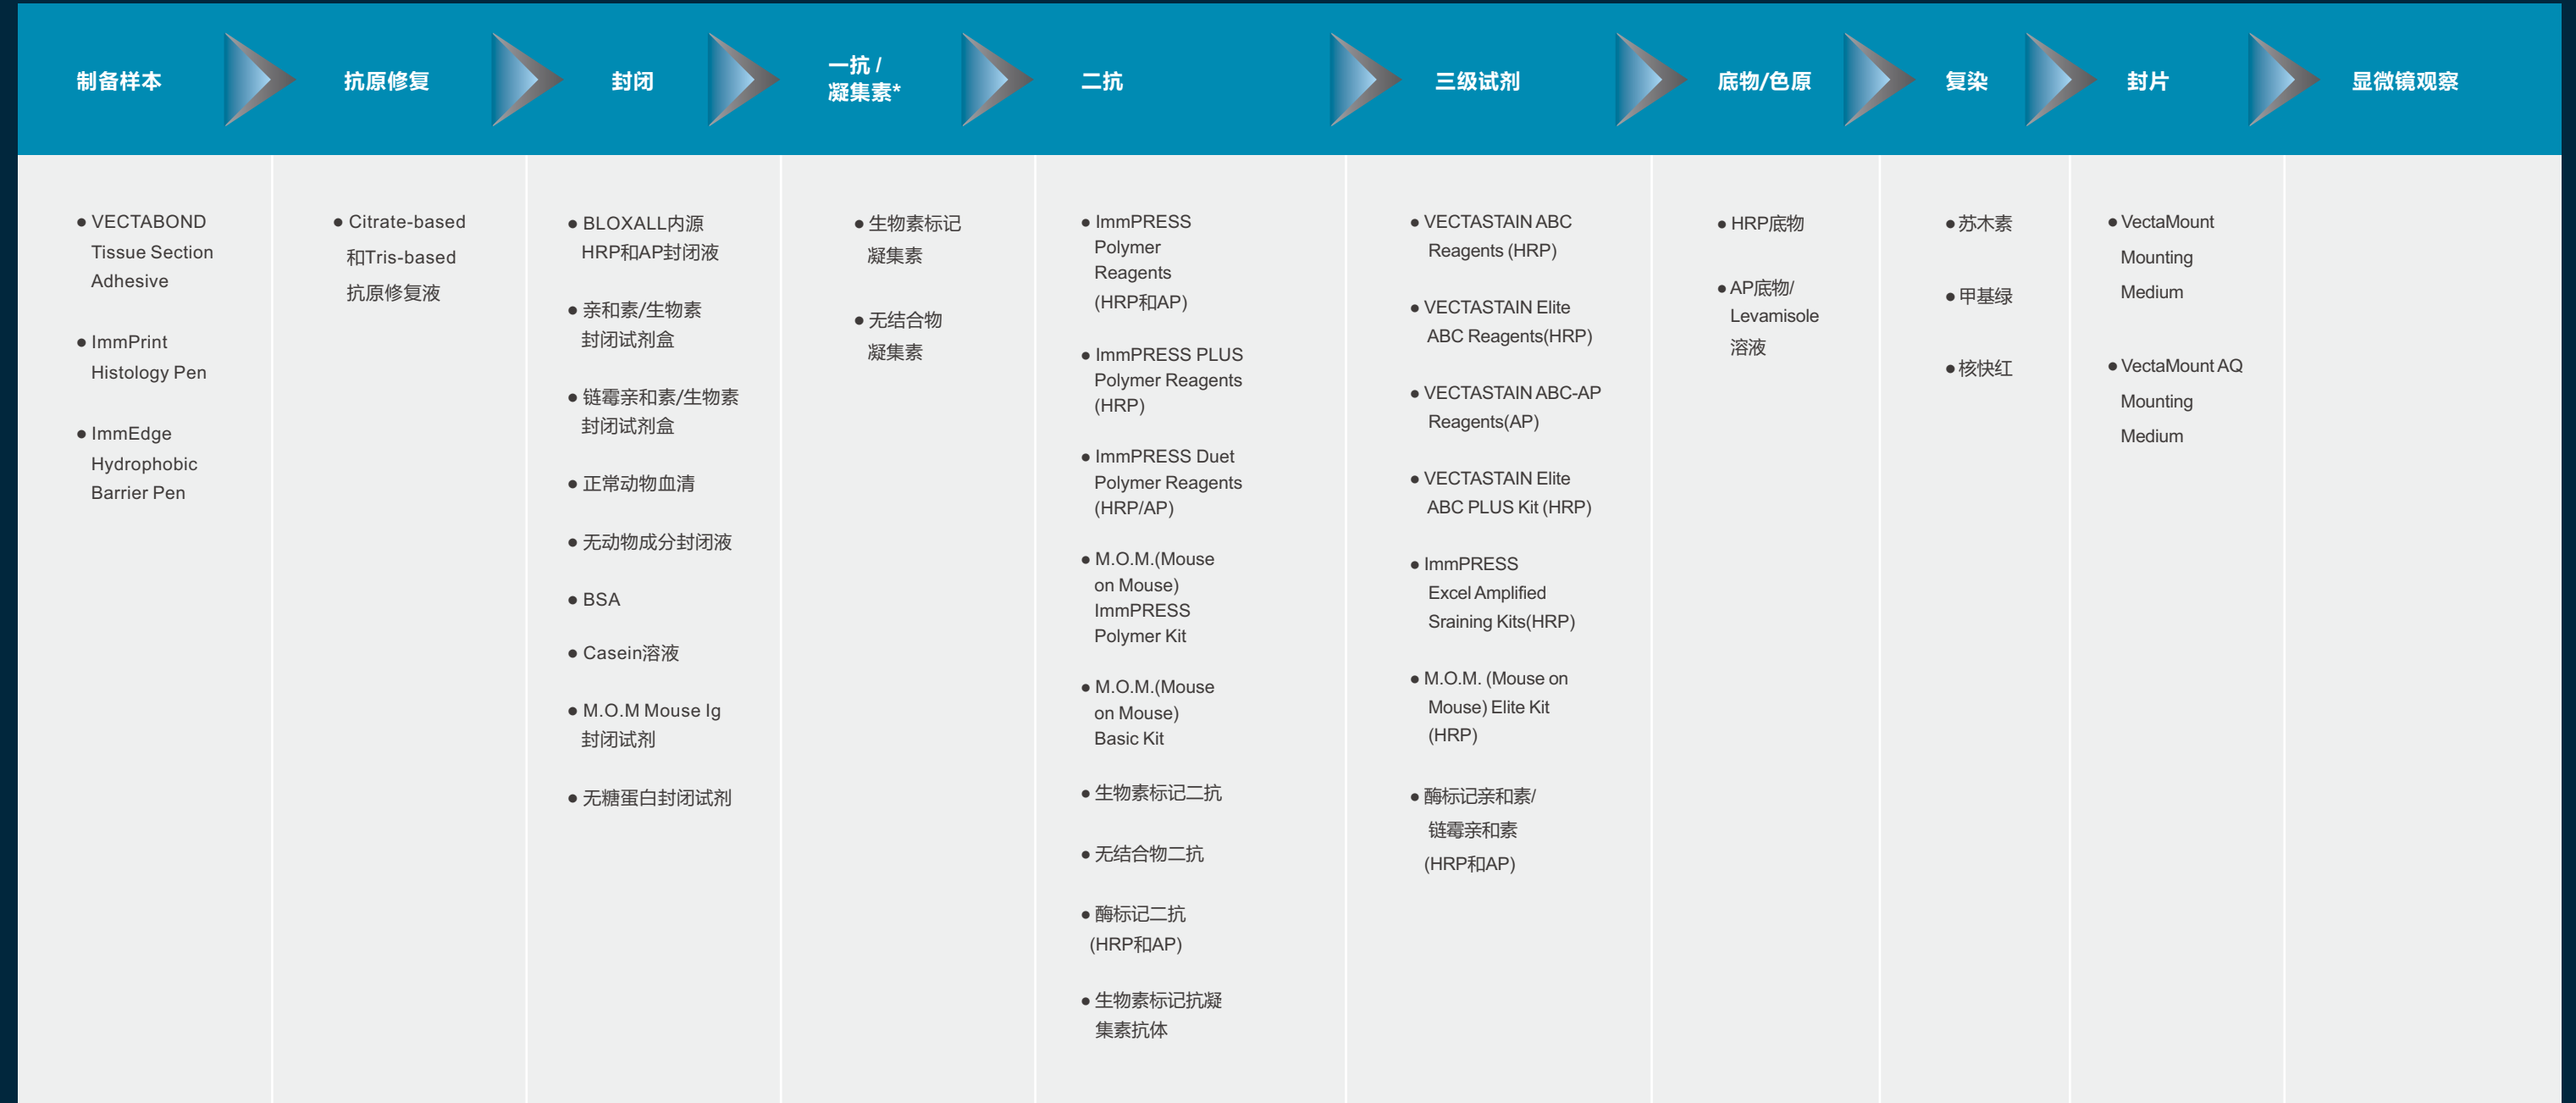 制备样本
抗原修复
封闭
一抗 /
凝集素*
二抗
三级试剂
底物/色原
复染
封片
显微镜观察
● VECTABOND
Tissue Section
Adhesive
● ImmPrint
Histology Pen
● ImmEdge
Hydrophobic
Barrier Pen
● Citrate-based
和Tris-based
抗原修复液
● BLOXALL内源
HRP和AP封闭液
● 亲和素/生物素
封闭试剂盒
● 链霉亲和素/生物素
封闭试剂盒
● 正常动物血清
● 无动物成分封闭液
● BSA
● Casein溶液
● M.O.M Mouse Ig
封闭试剂
● 无糖蛋白封闭试剂
● 生物素标记
凝集素
● 无结合物
凝集素
● ImmPRESS
Polymer
Reagents
(HRP和AP)
● ImmPRESS PLUS
Polymer Reagents
(HRP)
● ImmPRESS Duet
Polymer Reagents
(HRP/AP)
● M.O.M.(Mouse
on Mouse)
ImmPRESS
Polymer Kit
● M.O.M.(Mouse
on Mouse)
Basic Kit
● 生物素标记二抗
● 无结合物二抗
● 酶标记二抗
(HRP和AP)
● 生物素标记抗凝
集素抗体
● VECTASTAIN ABC
Reagents (HRP)
● VECTASTAIN Elite
ABC Reagents(HRP)
● VECTASTAIN ABC-AP
Reagents(AP)
● VECTASTAIN Elite
ABC PLUS Kit (HRP)
● ImmPRESS
Excel Amplified
Sraining Kits(HRP)
● M.O.M. (Mouse on
Mouse) Elite Kit
(HRP)
● 酶标记亲和素/
链霉亲和素
(HRP和AP)
● HRP底物
● AP底物/
Levamisole
溶液
● 苏木素
● 甲基绿
● 核快红
● VectaMount
Mounting
Medium
● VectaMount AQ
Mounting
Medium